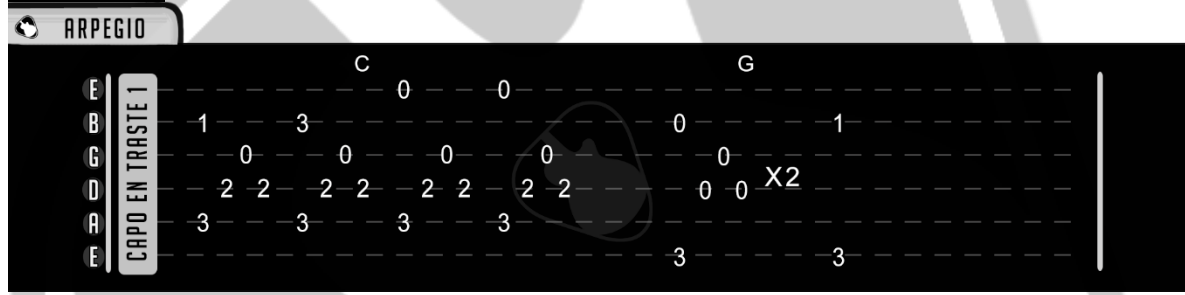 ARPEGIO
C G
E 0 0
B 1 3 0 1
G 0 0 0 0 0
D 2 2 2 2 2 2 2 2 0 0 X2
A 3 3 3 3
E 3 3
CAPO EN TRASTE 1